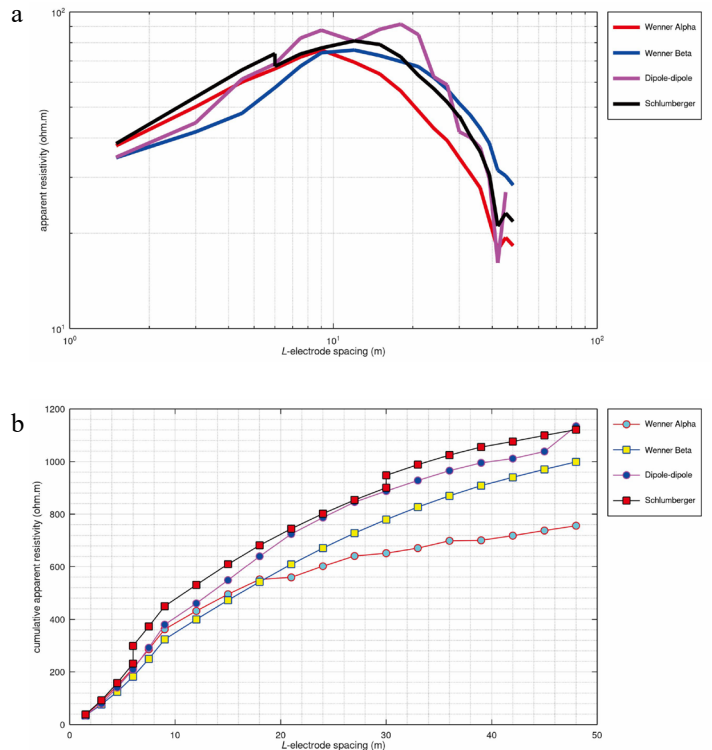 a
10²
10¹
apparent resistivity (ohm.m)
10⁰
10¹
10²
L-electrode spacing (m)
Wenner Alpha
Wenner Beta
Dipole-dipole
Schlumberger
b
1200
1000
800
600
400
200
0
cumulative apparent resistivity (ohm.m)
0 10 20 30 40 50
L-electrode spacing (m)
Wenner Alpha
Wenner Beta
Dipole-dipole
Schlumberger